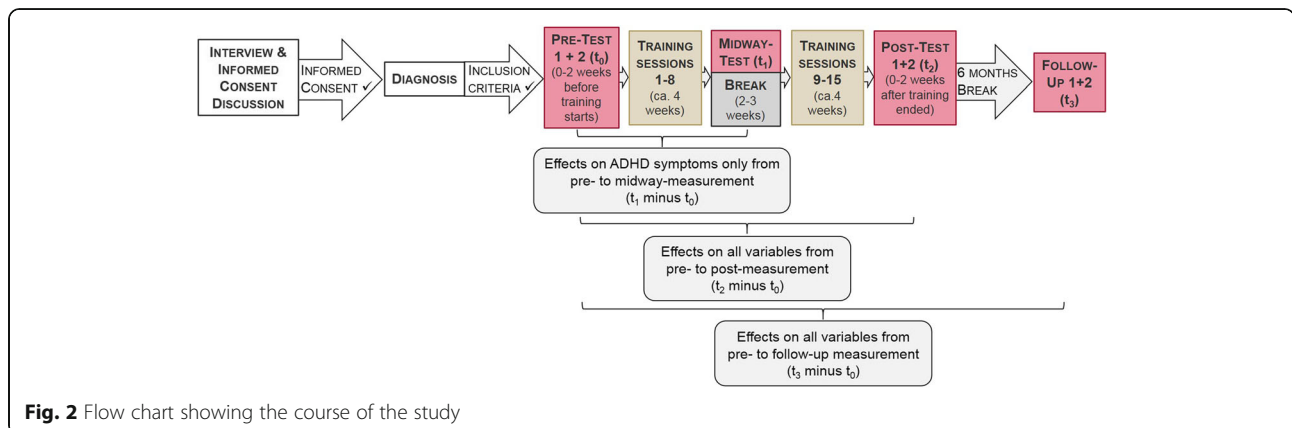 INTERVIEW &
INFORMED
CONSENT
DISCUSSION
INFORMED
CONSENT ✓
DIAGNOSIS
INCLUSION
CRITERIA ✓
PRE-TEST
1 + 2 (t₀)
(0-2 weeks
before
training
starts)
TRAINING
SESSIONS
1-8
(ca. 4
weeks)
MIDWAY-
TEST (t₁)
BREAK
(2-3
weeks)
TRAINING
SESSIONS
9-15
(ca.4
weeks)
POST-TEST
1+2 (t₂)
(0-2 weeks
after training
ended)
6 MONTHS
BREAK
FOLLOW-
UP 1+2
(t₃)
Effects on ADHD symptoms only from
pre- to midway-measurement
(t₁ minus t₀)
Effects on all variables from
pre- to post-measurement
(t₂ minus t₀)
Effects on all variables from
pre- to follow-up measurement
(t₃ minus t₀)
Fig. 2 Flow chart showing the course of the study